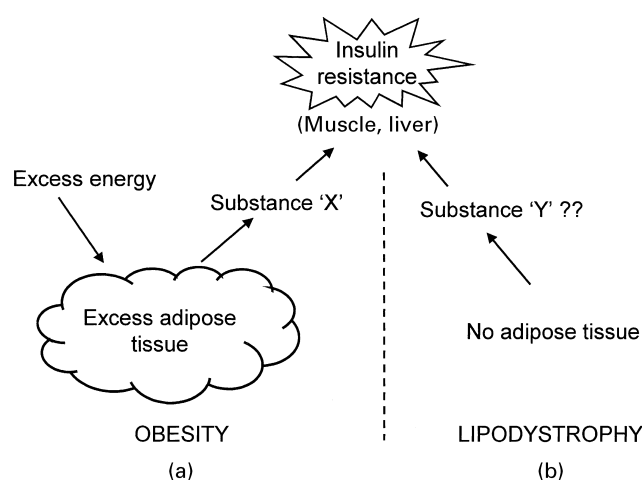 Insulin
resistance
(Muscle, liver)
Excess energy
Substance ‘X’
Substance ‘Y’ ??
Excess adipose
tissue
No adipose tissue
OBESITY
LIPODYSTROPHY
(a)
(b)